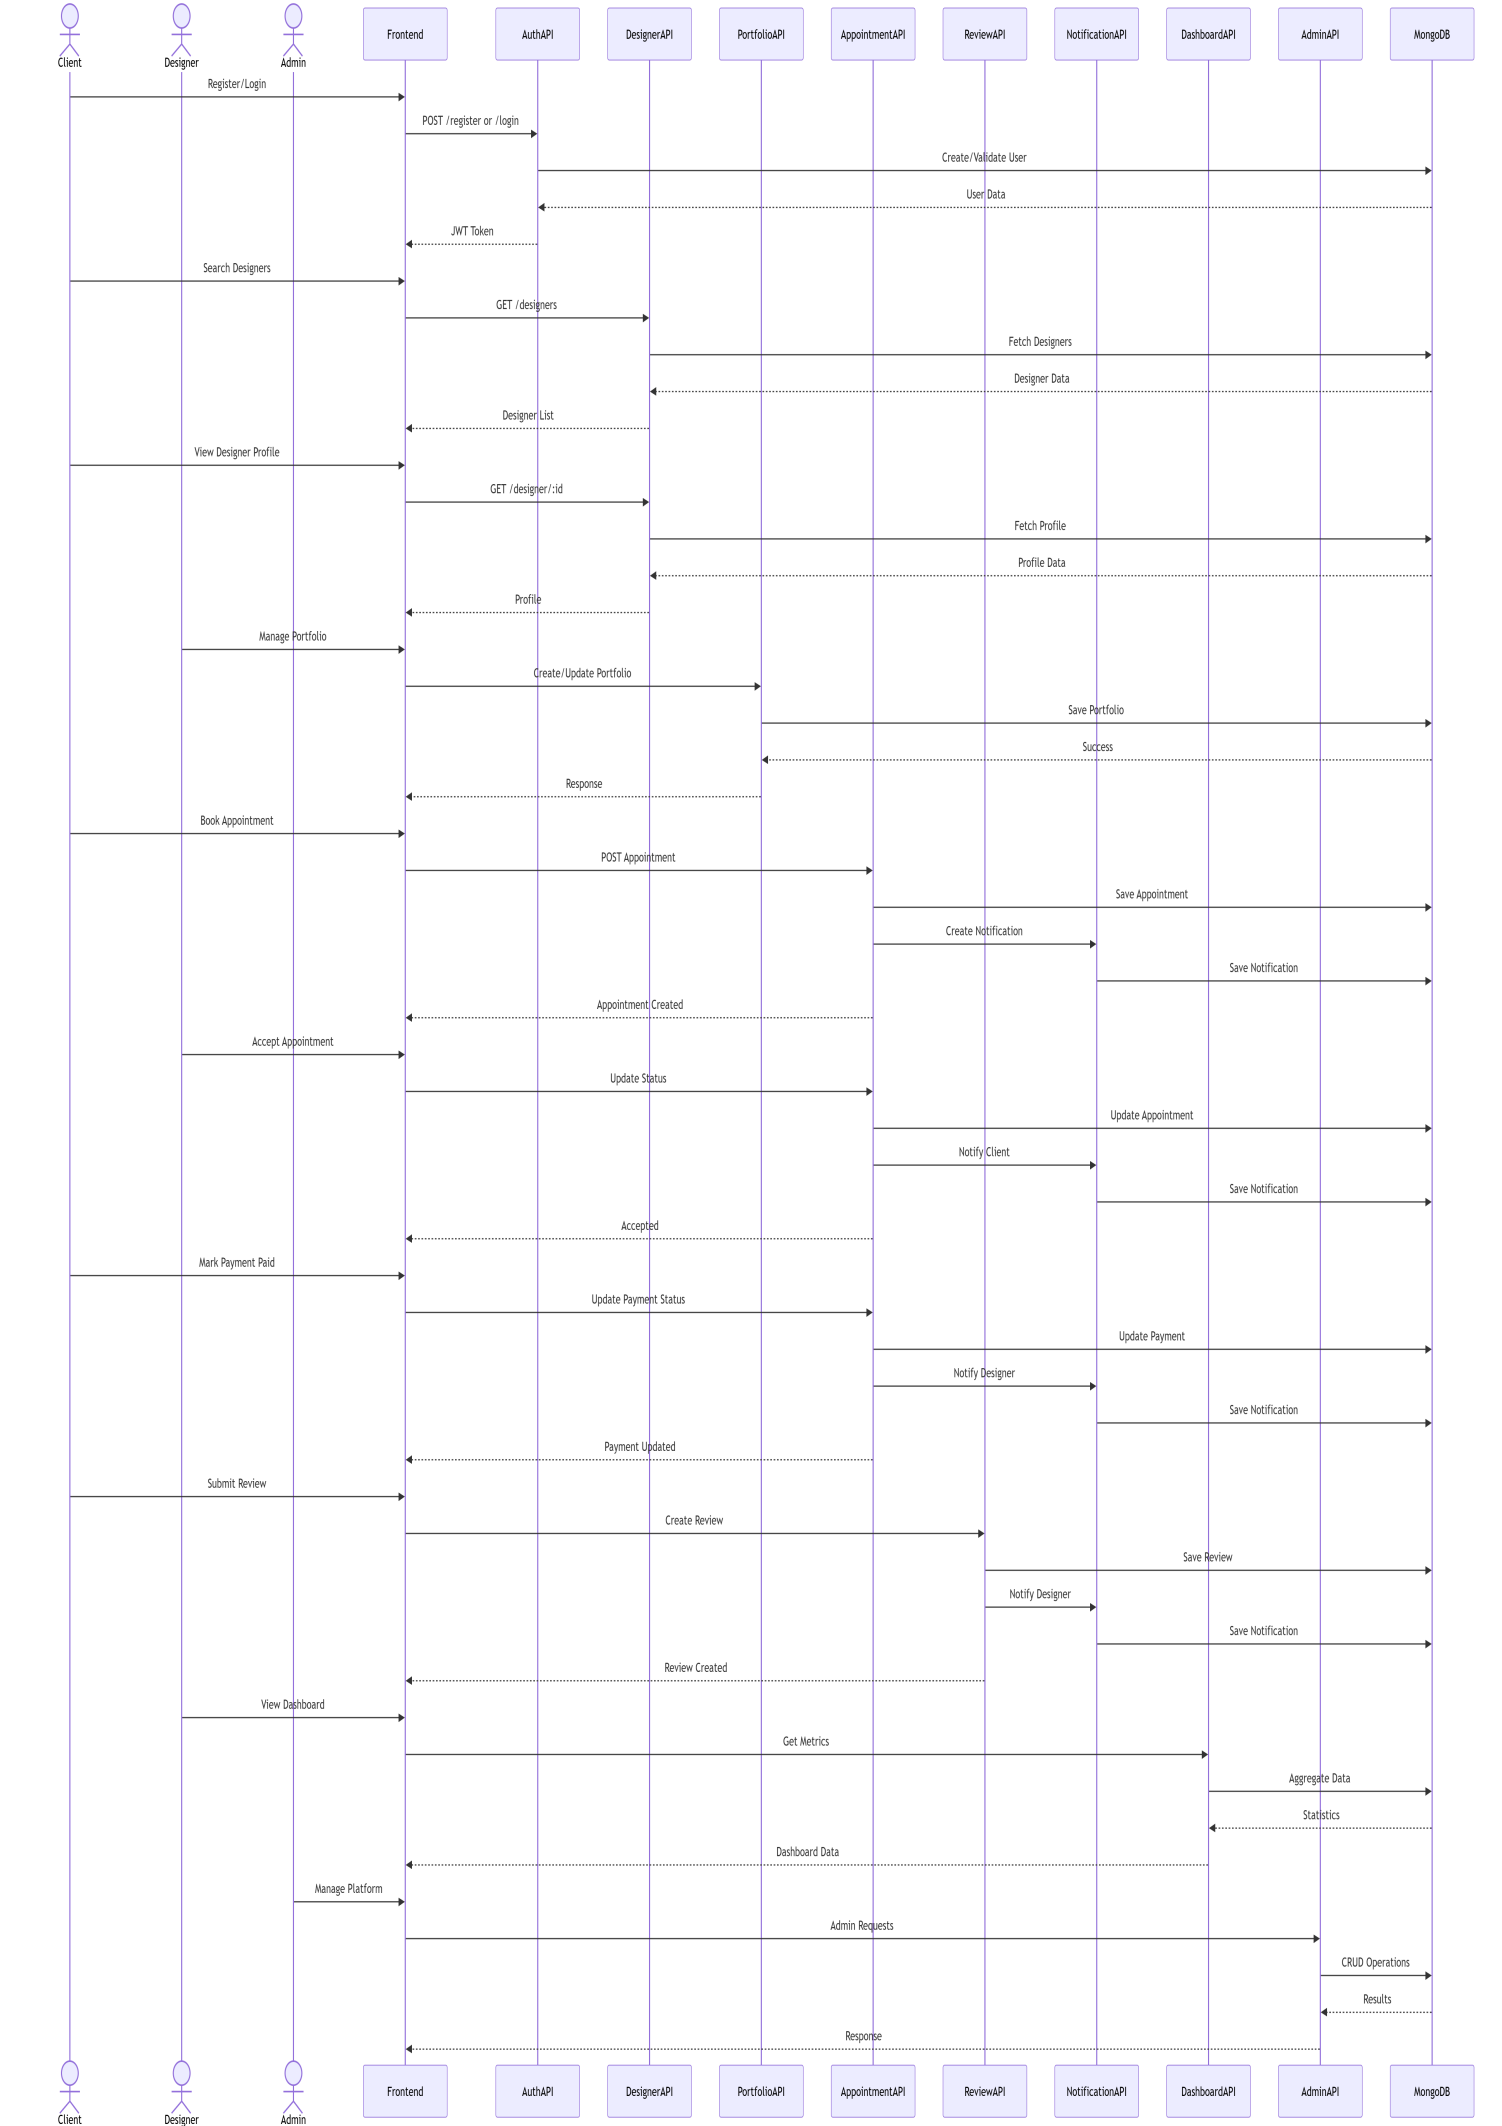 Client
Designer
Admin
Frontend
AuthAPI
DesignerAPI
PortfolioAPI
AppointmentAPI
ReviewAPI
NotificationAPI
DashboardAPI
AdminAPI
MongoDB
Register/Login
POST /register or /login
Create/Validate User
User Data
JWT Token
Search Designers
GET /designers
Fetch Designers
Designer Data
Designer List
View Designer Profile
GET /designer/:id
Fetch Profile
Profile Data
Profile
Manage Portfolio
Create/Update Portfolio
Save Portfolio
Success
Response
Book Appointment
POST Appointment
Save Appointment
Create Notification
Save Notification
Appointment Created
Accept Appointment
Update Status
Update Appointment
Notify Client
Save Notification
Accepted
Mark Payment Paid
Update Payment Status
Update Payment
Notify Designer
Save Notification
Payment Updated
Submit Review
Create Review
Save Review
Notify Designer
Save Notification
Review Created
View Dashboard
Get Metrics
Aggregate Data
Statistics
Dashboard Data
Manage Platform
Admin Requests
CRUD Operations
Results
Response
Client
Designer
Admin
Frontend
AuthAPI
DesignerAPI
PortfolioAPI
AppointmentAPI
ReviewAPI
NotificationAPI
DashboardAPI
AdminAPI
MongoDB